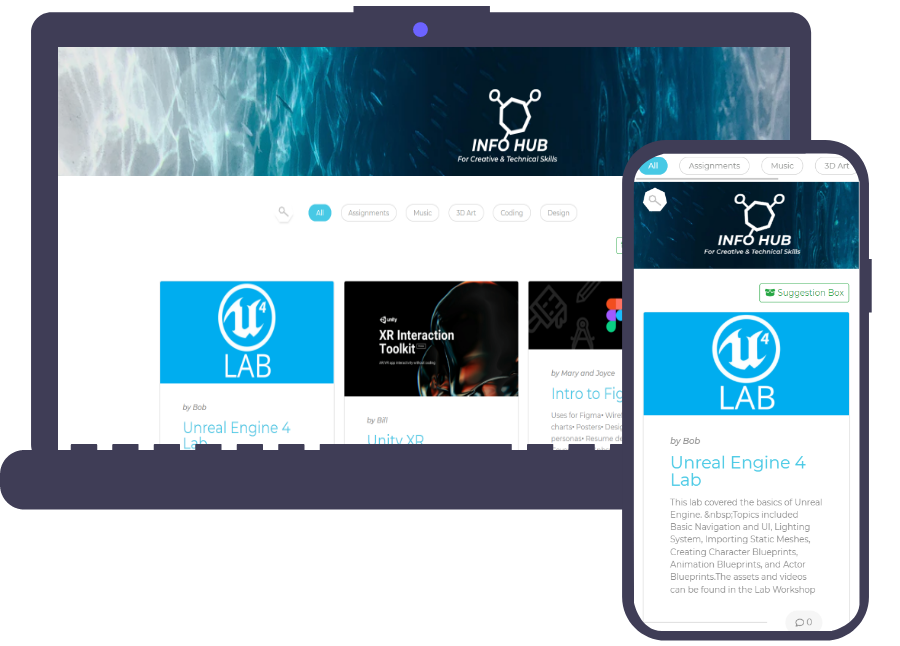 INFO HUB
For Creative & Technical Skills
All
Assignments
Music
3D Art
Coding
Design
U 4
LAB
by Bob
Unreal Engine 4
Lab
unity
XR Interaction
Toolkit
by Bill
Unity XR
by Mary and Joyce
Intro to Fig
Uses for Figma• Wiref
charts• Posters• Desig
personas• Resume de
All
Assignments
Music
3D Art
INFO HUB
For Creative & Technical Skills
Suggestion Box
U 4
LAB
by Bob
Unreal Engine 4
Lab
This lab covered the basics of Unreal
Engine. &nbsp;Topics included
Basic Navigation and UI, Lighting
System, Importing Static Meshes,
Creating Character Blueprints,
Animation Blueprints, and Actor
Blueprints.The assets and videos
can be found in the Lab Workshop
0